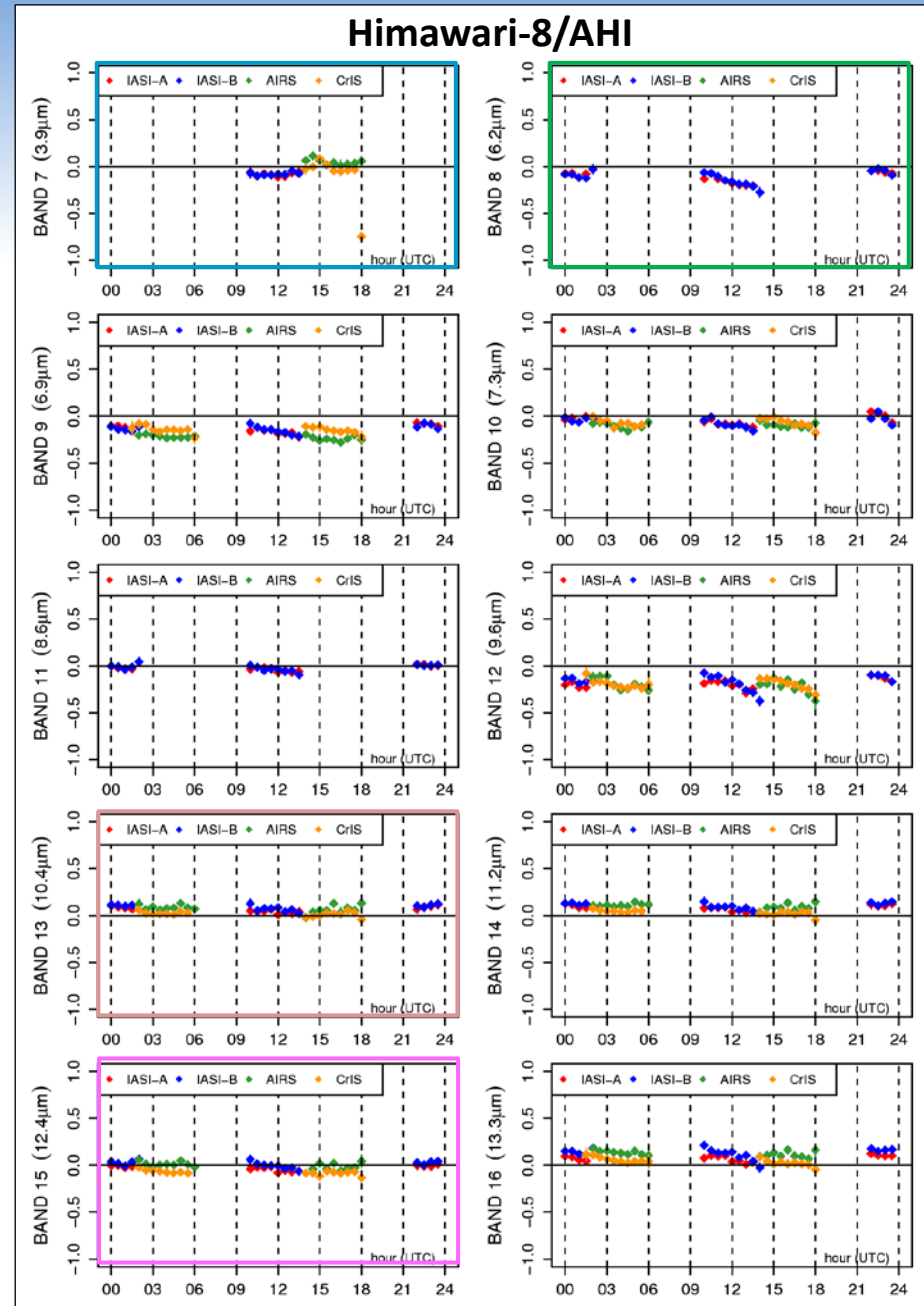 Himawari-8/AHI
BAND 7 (3.9μm)
1.0
0.5
0.0
−0.5
−1.0
IASI−A IASI−B AIRS CrIS
hour (UTC)
00 03 06 09 12 15 18 21 24
BAND 8 (6.2μm)
1.0
0.5
0.0
−0.5
−1.0
IASI−A IASI−B AIRS CrIS
hour (UTC)
00 03 06 09 12 15 18 21 24
BAND 9 (6.9μm)
1.0
0.5
0.0
−0.5
−1.0
IASI−A IASI−B AIRS CrIS
hour (UTC)
00 03 06 09 12 15 18 21 24
BAND 10 (7.3μm)
1.0
0.5
0.0
−0.5
−1.0
IASI−A IASI−B AIRS CrIS
hour (UTC)
00 03 06 09 12 15 18 21 24
BAND 11 (8.6μm)
1.0
0.5
0.0
−0.5
−1.0
IASI−A IASI−B AIRS CrIS
hour (UTC)
00 03 06 09 12 15 18 21 24
BAND 12 (9.6μm)
1.0
0.5
0.0
−0.5
−1.0
IASI−A IASI−B AIRS CrIS
hour (UTC)
00 03 06 09 12 15 18 21 24
BAND 13 (10.4μm)
1.0
0.5
0.0
−0.5
−1.0
IASI−A IASI−B AIRS CrIS
hour (UTC)
00 03 06 09 12 15 18 21 24
BAND 14 (11.2μm)
1.0
0.5
0.0
−0.5
−1.0
IASI−A IASI−B AIRS CrIS
hour (UTC)
00 03 06 09 12 15 18 21 24
BAND 15 (12.4μm)
1.0
0.5
0.0
−0.5
−1.0
IASI−A IASI−B AIRS CrIS
hour (UTC)
00 03 06 09 12 15 18 21 24
BAND 16 (13.3μm)
1.0
0.5
0.0
−0.5
−1.0
IASI−A IASI−B AIRS CrIS
hour (UTC)
00 03 06 09 12 15 18 21 24